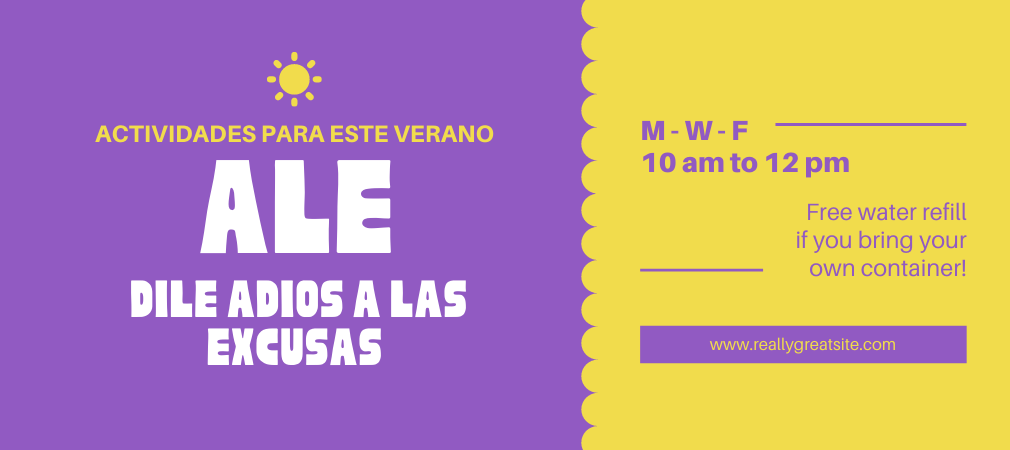 ACTIVIDADES PARA ESTE VERANO
ALE
DILE ADIOS A LAS
EXCUSAS
M - W - F
10 am to 12 pm
Free water refill
if you bring your
own container!
www.reallygreatsite.com